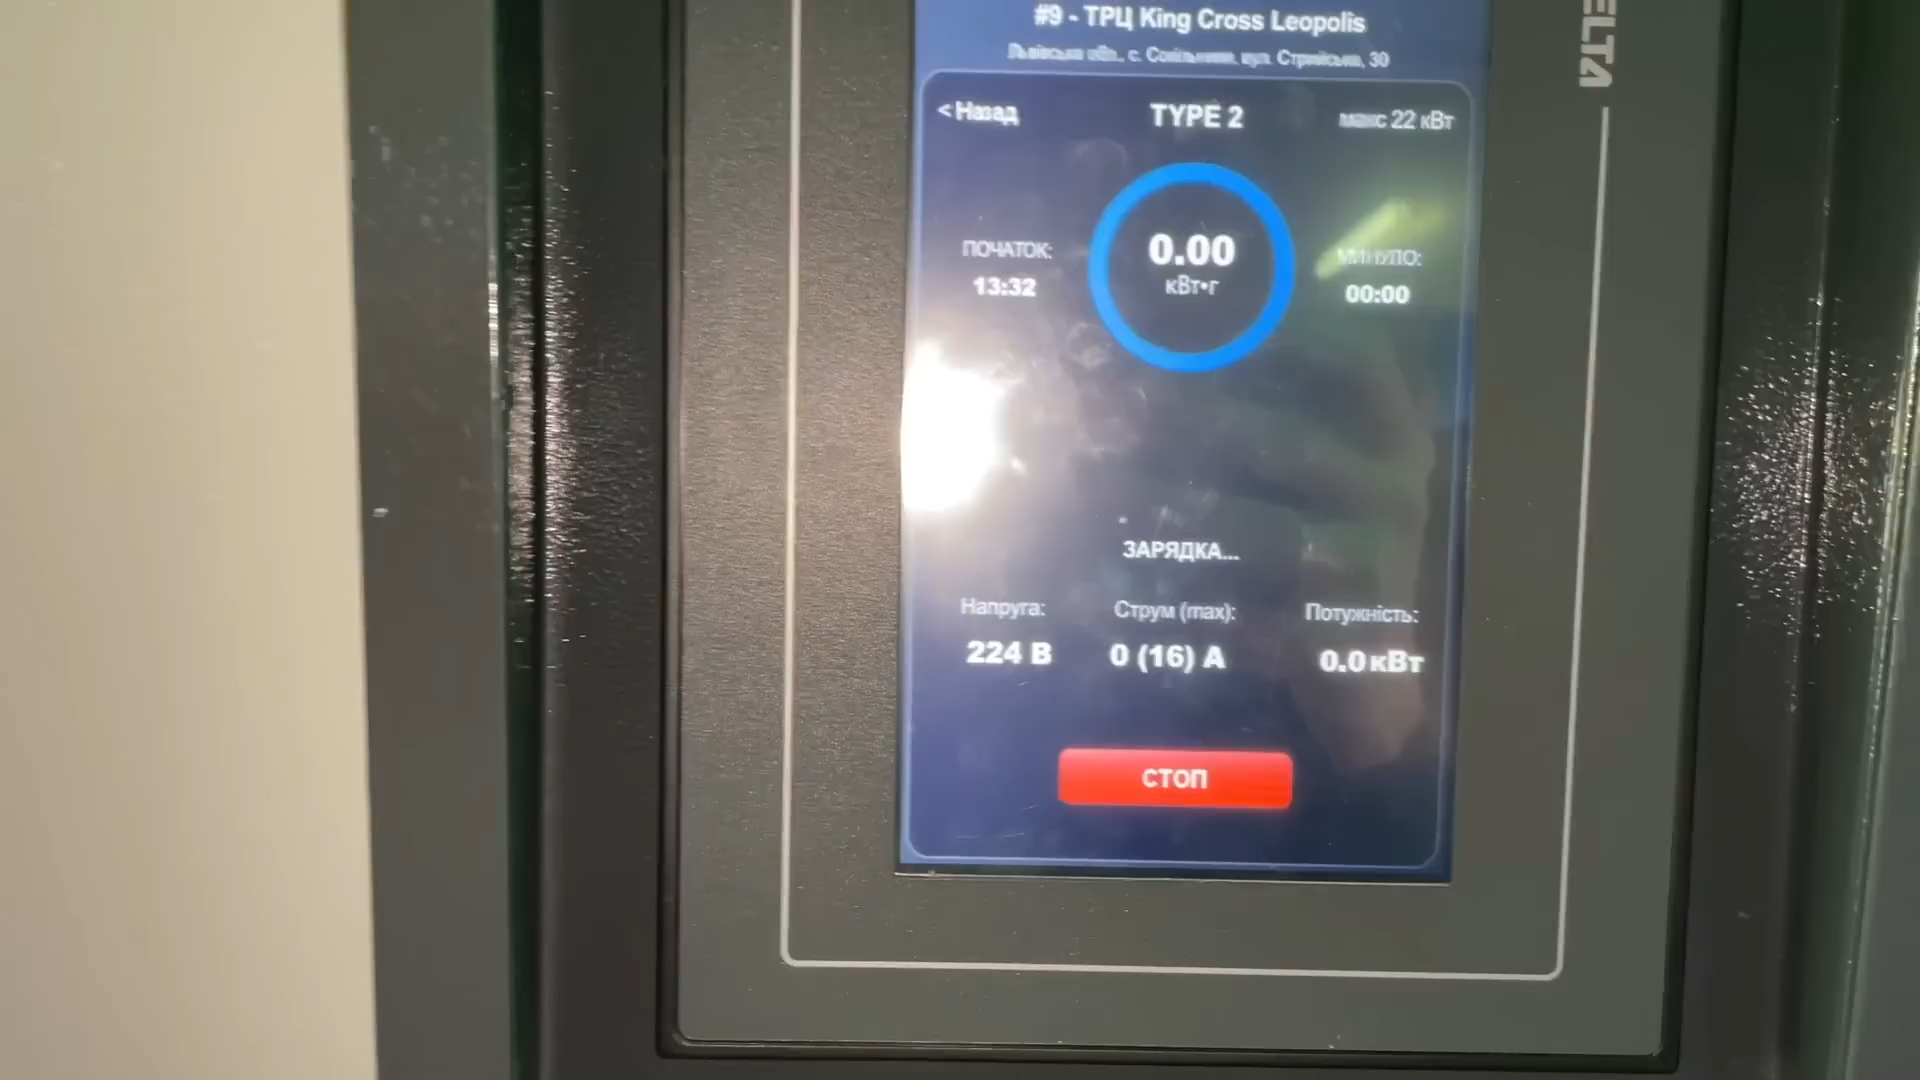 #9 - ТРЦ King Cross Leopolis
Львівська обл., с. Сокільники, вул. Стрийська, 30
< Назад
TYPE 2
макс 22 кВт
ПОЧАТОК:
13:32
0.00
кВт•г
МИНУЛО:
00:00
ЗАРЯДКА...
Напруга:
224 В
Струм (max):
0 (16) А
Потужність:
0.0 кВт
СТОП
ELTA